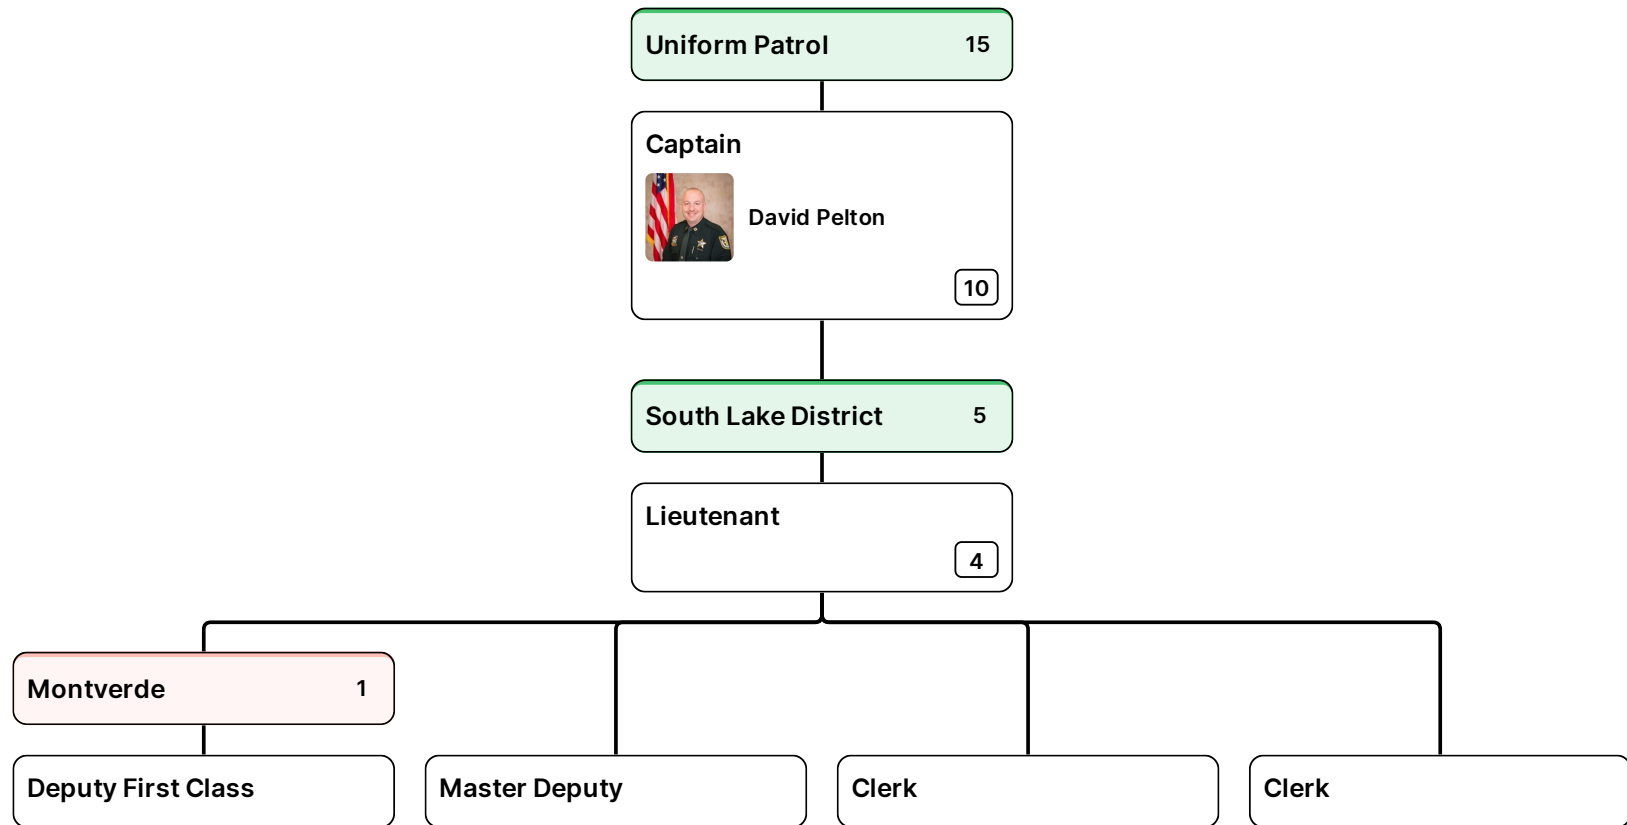 Uniform Patrol 15
Captain
David Pelton
10
South Lake District 5
Lieutenant
4
Montverde 1
Deputy First Class
Master Deputy
Clerk
Clerk